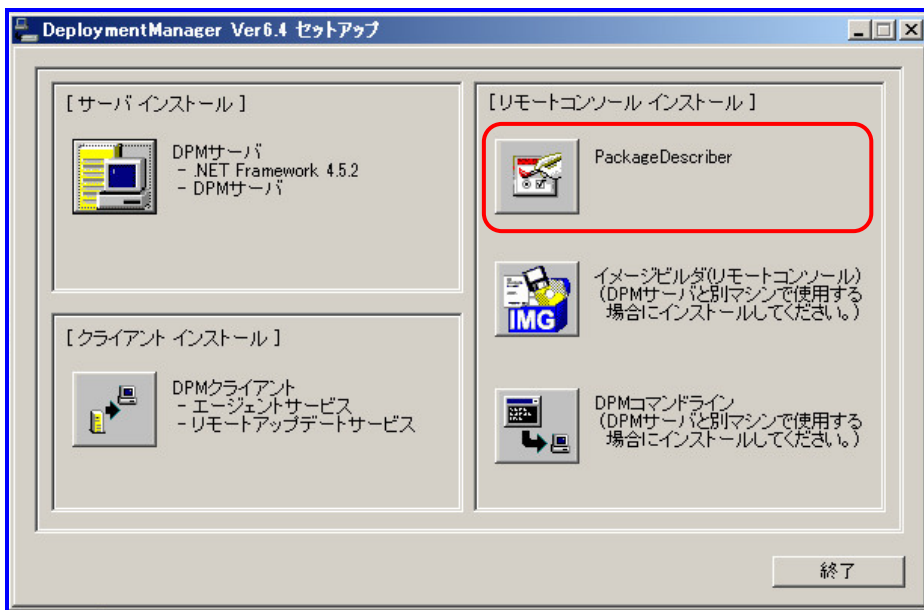 DeploymentManager Ver6.4 セットアップ
[ サーバ インストール ]
DPMサーバ
- .NET Framework 4.5.2
- DPMサーバ
[ クライアント インストール ]
DPMクライアント
- エージェントサービス
- リモートアップデートサービス
[ リモートコンソール インストール ]
PackageDescriber
IMG
イメージビルダ(リモートコンソール)
(DPMサーバと別マシンで使用する
場合にインストールしてください。)
DPMコマンドライン
(DPMサーバと別マシンで使用する
場合にインストールしてください。)
終了